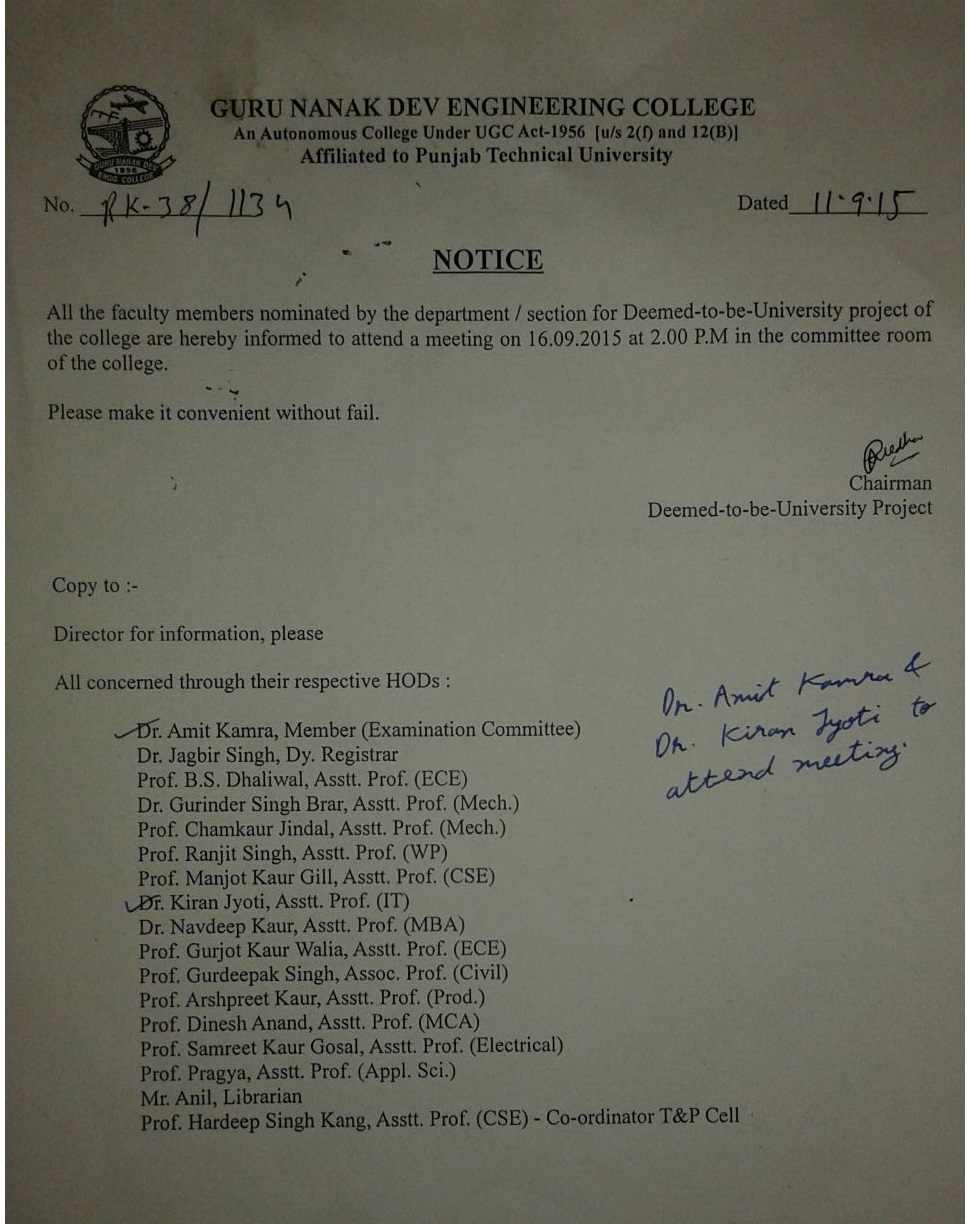 GURU NANAK DEV ENGINEERING COLLEGE
An Autonomous College Under UGC Act-1956 [u/s 2(f) and 12(B)]
Affiliated to Punjab Technical University
GURU NANAK DEV
1956
ENGG. COLLEGE
No. RK-38/1134
Dated 11.9.15
NOTICE
All the faculty members nominated by the department / section for Deemed-to-be-University project of
the college are hereby informed to attend a meeting on 16.09.2015 at 2.00 P.M in the committee room
of the college.
Please make it convenient without fail.
Chairman
Deemed-to-be-University Project
Copy to :-
Director for information, please
All concerned through their respective HODs :
Dr. Amit Kamra, Member (Examination Committee)
Dr. Jagbir Singh, Dy. Registrar
Prof. B.S. Dhaliwal, Asstt. Prof. (ECE)
Dr. Gurinder Singh Brar, Asstt. Prof. (Mech.)
Prof. Chamkaur Jindal, Asstt. Prof. (Mech.)
Prof. Ranjit Singh, Asstt. Prof. (WP)
Prof. Manjot Kaur Gill, Asstt. Prof. (CSE)
Dr. Kiran Jyoti, Asstt. Prof. (IT)
Dr. Navdeep Kaur, Asstt. Prof. (MBA)
Prof. Gurjot Kaur Walia, Asstt. Prof. (ECE)
Prof. Gurdeepak Singh, Assoc. Prof. (Civil)
Prof. Arshpreet Kaur, Asstt. Prof. (Prod.)
Prof. Dinesh Anand, Asstt. Prof. (MCA)
Prof. Samreet Kaur Gosal, Asstt. Prof. (Electrical)
Prof. Pragya, Asstt. Prof. (Appl. Sci.)
Mr. Anil, Librarian
Prof. Hardeep Singh Kang, Asstt. Prof. (CSE) - Co-ordinator T&P Cell
Dr. Amit Kamra &
Dr. Kiran Jyoti to
attend meeting.